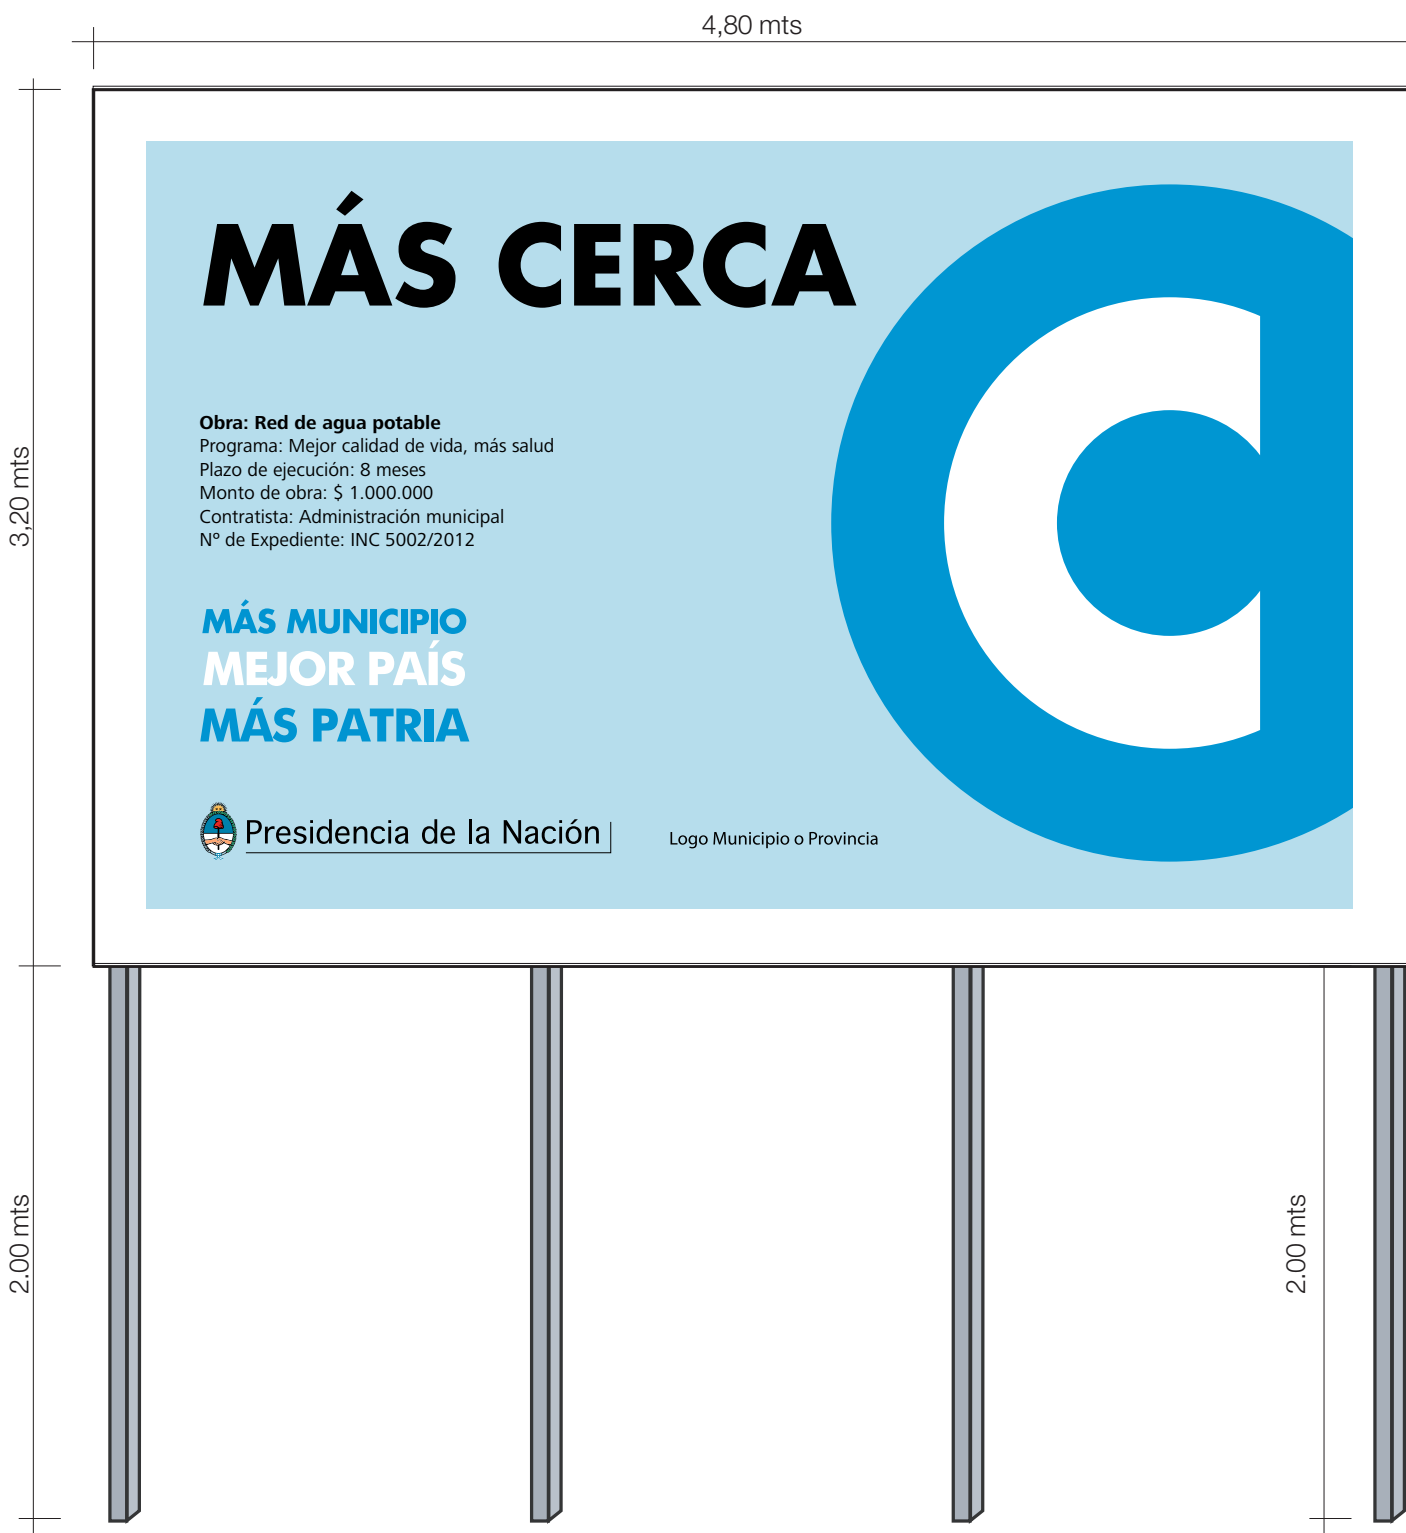 4,80 mts
MÁS CERCA
Obra: Red de agua potable
Programa: Mejor calidad de vida, más salud
Plazo de ejecución: 8 meses
Monto de obra: $ 1.000.000
Contratista: Administración municipal
Nº de Expediente: INC 5002/2012
3,20 mts
MÁS MUNICIPIO
MEJOR PAÍS
MÁS PATRIA
Presidencia de la Nación
Logo Municipio o Provincia
2.00 mts
2.00 mts